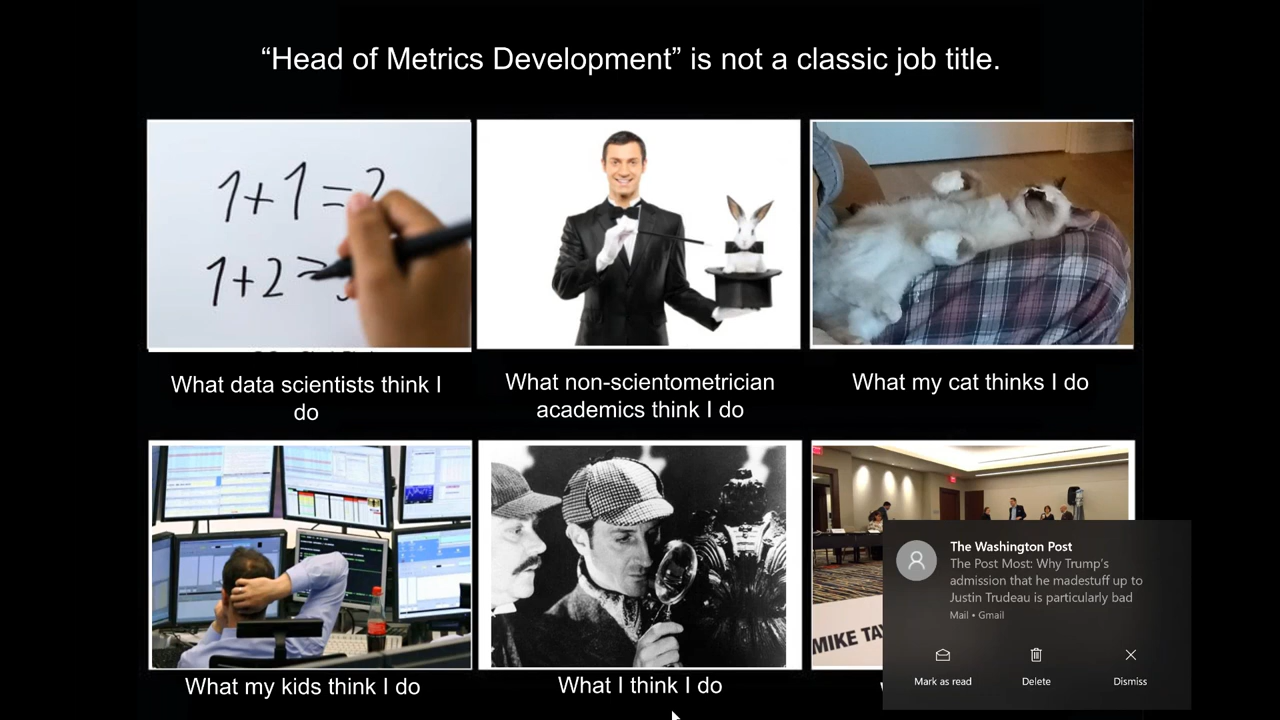 “Head of Metrics Development” is not a classic job title.
1+1=2
1+2=
What data scientists think I
do
What non-scientometrician
academics think I do
What my cat thinks I do
MIKE TA
The Washington Post
The Post Most: Why Trump's
admission that he madestuff up to
Justin Trudeau is particularly bad
Mail • Gmail
Mark as read
Delete
Dismiss
What my kids think I do
What I think I do